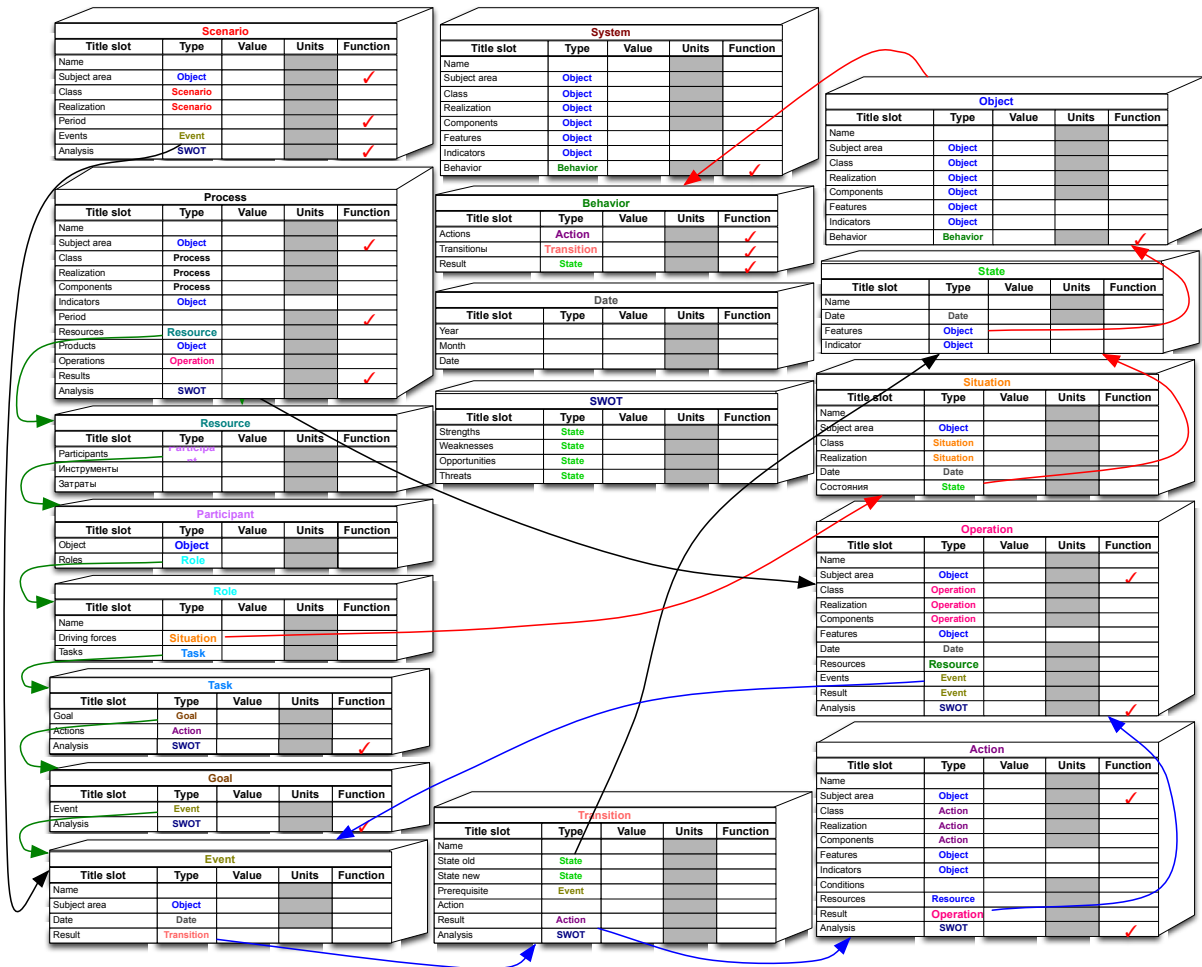 Scenario
Title slot Type Value Units Function
Name
Subject area Object ✓
Class Scenario
Realization Scenario
Period ✓
Events Event
Analysis SWOT ✓
Process
Title slot Type Value Units Function
Name
Subject area Object ✓
Class Process
Realization Process
Components Process
Indicators Object
Period ✓
Resources Resource
Products Object
Operations Operation
Results ✓
Analysis SWOT
Resource
Title slot Type Value Units Function
Participants Participa
nt
Инструменты
Затраты
Participant
Title slot Type Value Units Function
Object Object
Roles Role
Role
Title slot Type Value Units Function
Name
Driving forces Situation
Tasks Task
Task
Title slot Type Value Units Function
Goal Goal
Actions Action
Analysis SWOT ✓
Goal
Title slot Type Value Units Function
Event Event
Analysis SWOT ✓
Event
Title slot Type Value Units Function
Name
Subject area Object
Date Date
Result Transition
System
Title slot Type Value Units Function
Name
Subject area Object
Class Object
Realization Object
Components Object
Features Object
Indicators Object
Behavior Behavior ✓
Behavior
Title slot Type Value Units Function
Actions Action ✓
Transitionы Transition ✓
Result State ✓
Date
Title slot Type Value Units Function
Year
Month
Date
SWOT
Title slot Type Value Units Function
Strengths State
Weaknesses State
Opportunities State
Threats State
Transition
Title slot Type Value Units Function
Name
State old State
State new State
Prerequisite Event
Action
Result Action
Analysis SWOT
Object
Title slot Type Value Units Function
Name
Subject area Object
Class Object
Realization Object
Components Object
Features Object
Indicators Object
Behavior Behavior ✓
State
Title slot Type Value Units Function
Name
Date Date
Features Object
Indicator Object
Situation
Title slot Type Value Units Function
Name
Subject area Object
Class Situation
Realization Situation
Date Date
Состояния State
Operation
Title slot Type Value Units Function
Name
Subject area Object ✓
Class Operation
Realization Operation
Components Operation
Features Object
Date Date
Resources Resource
Events Event
Result Event
Analysis SWOT ✓
Action
Title slot Type Value Units Function
Name
Subject area Object ✓
Class Action
Realization Action
Components Action
Features Object
Indicators Object
Conditions
Resources Resource
Result Operation
Analysis SWOT ✓